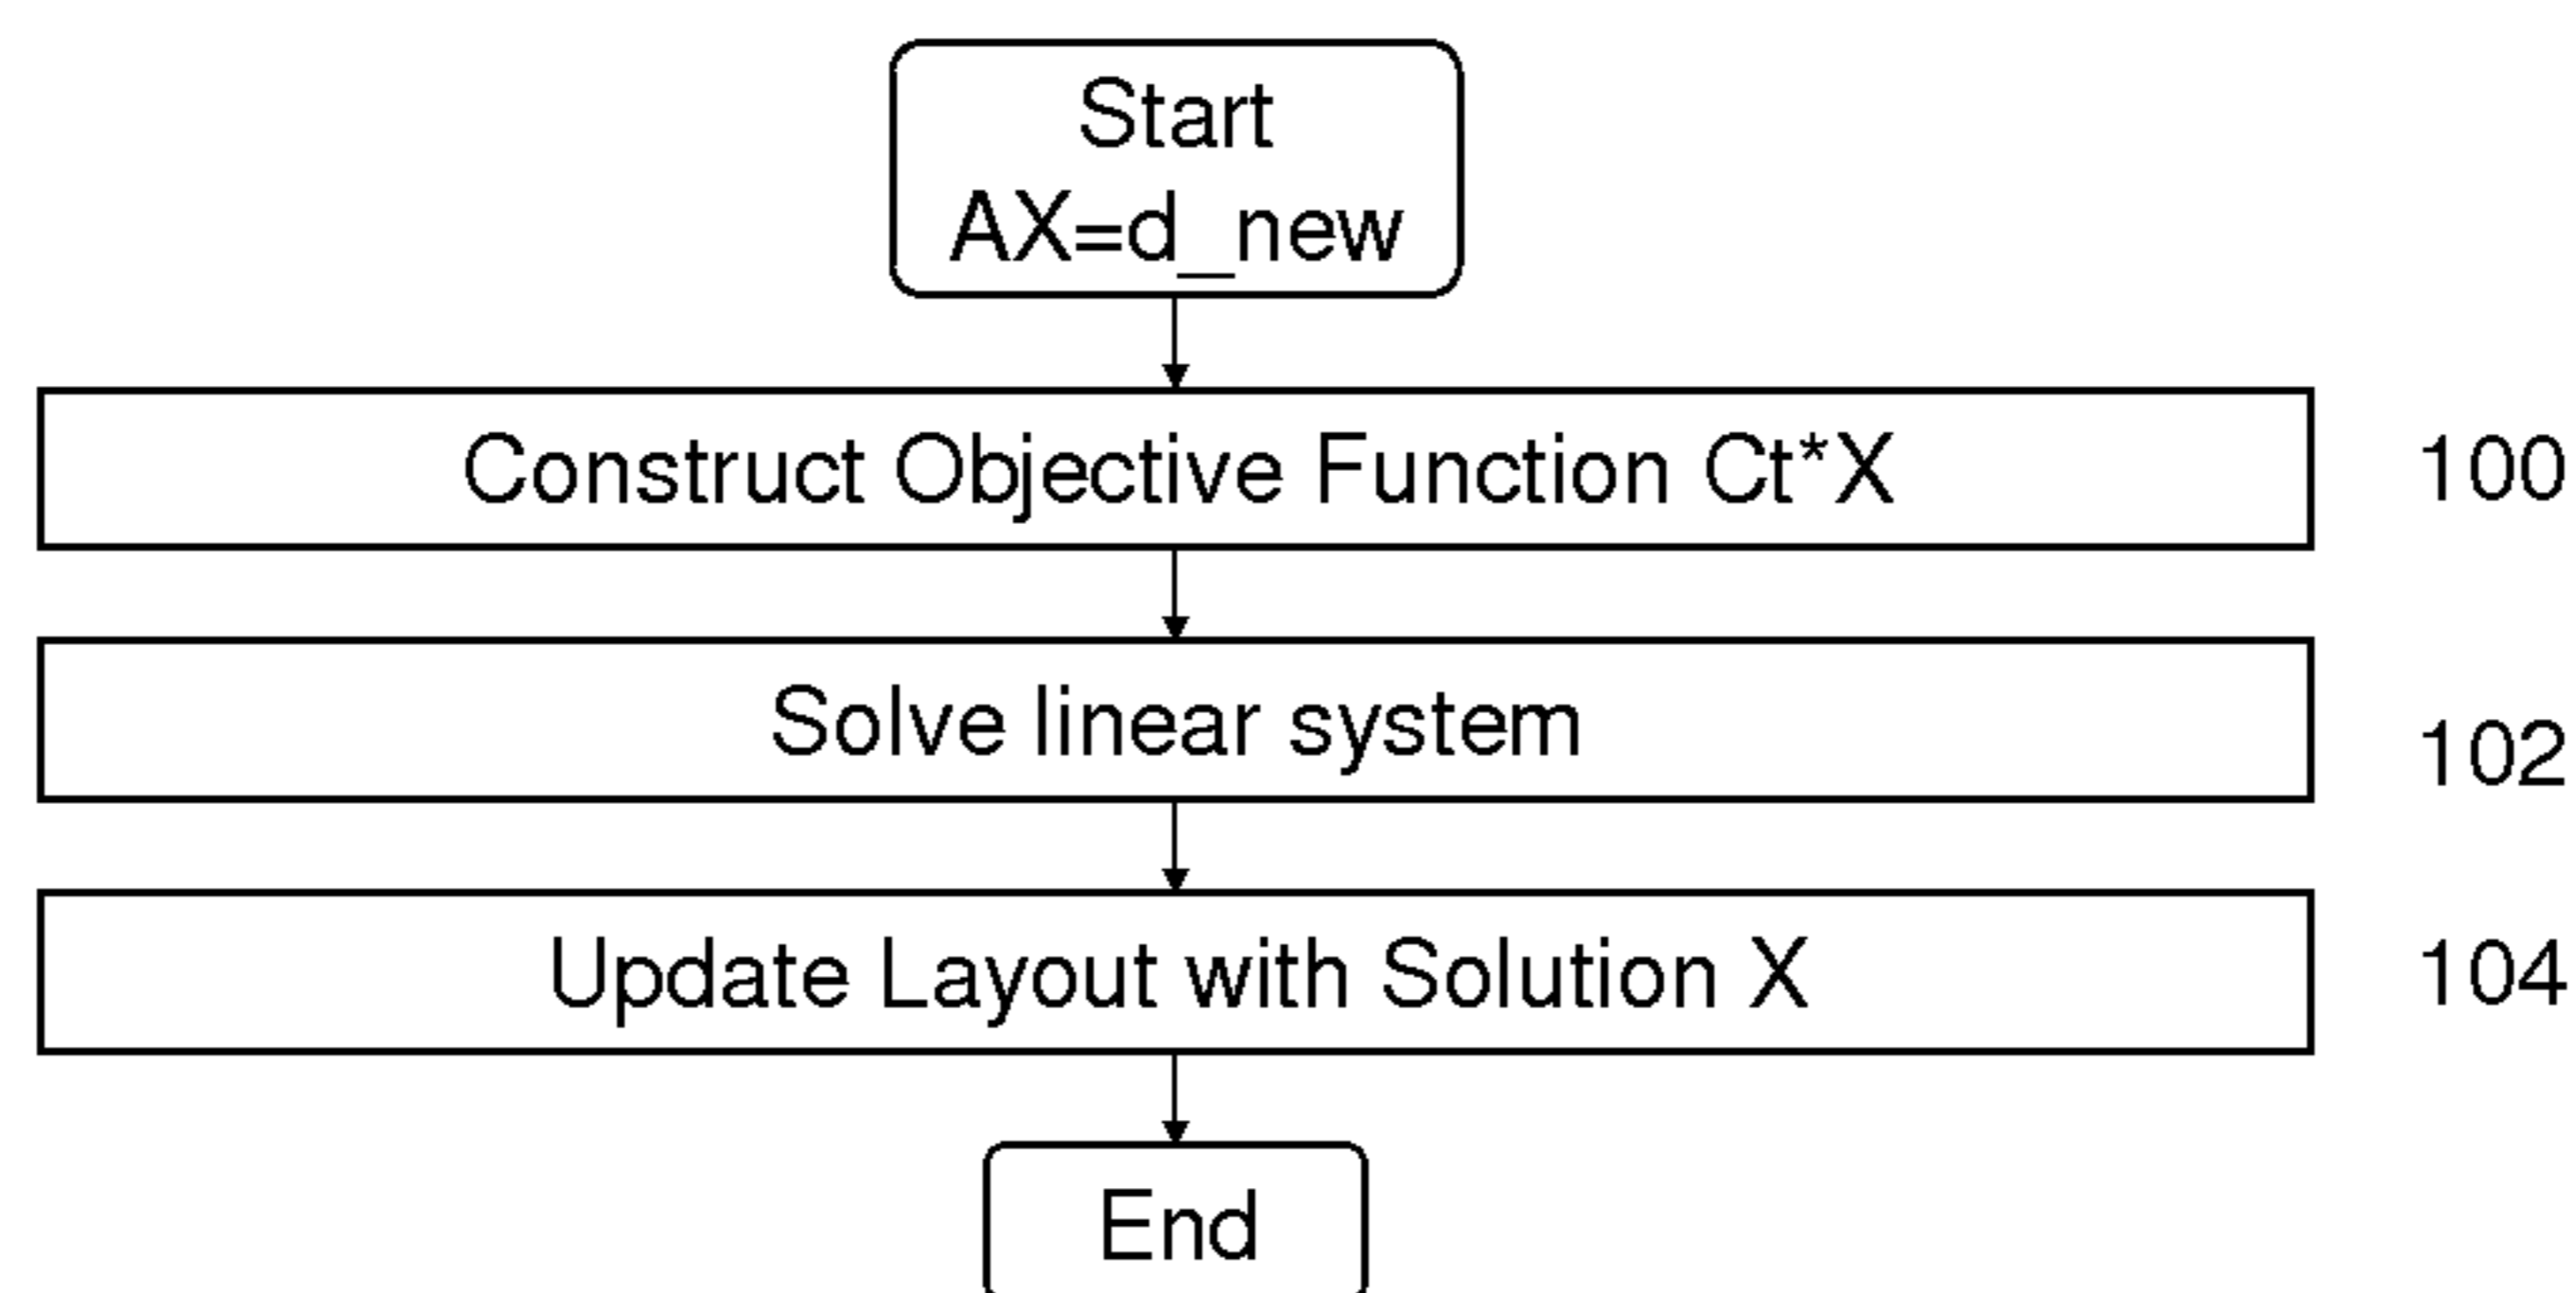 Start
AX=d_new
Construct Objective Function Ct*X
100
Solve linear system
102
Update Layout with Solution X
104
End